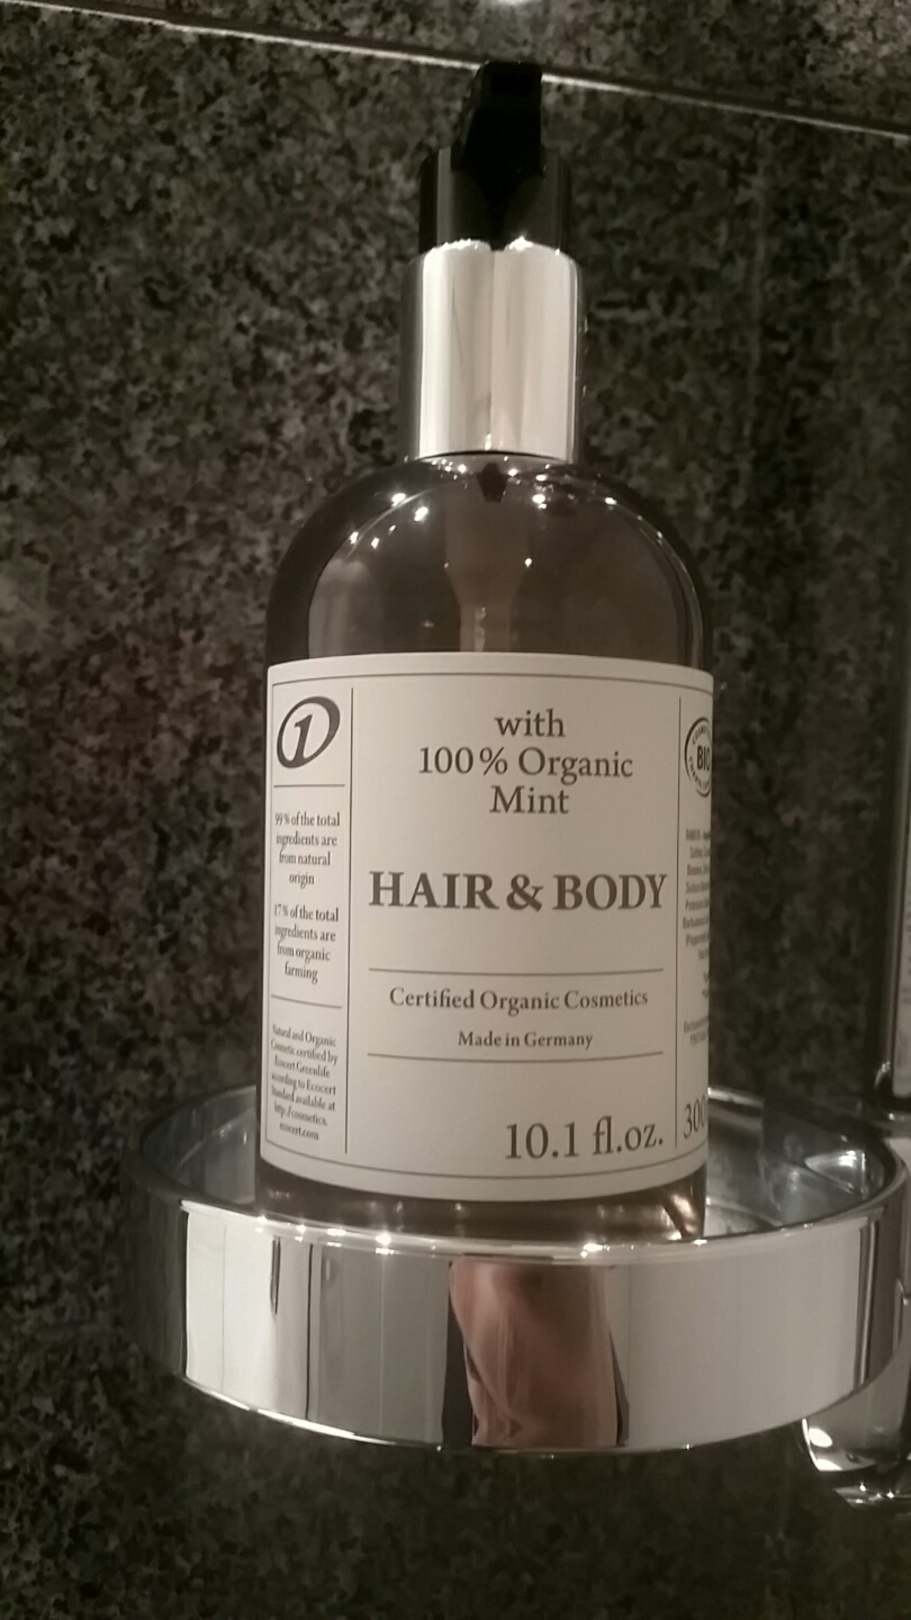 1
99% of the total
ingredients are
from natural
origin
17% of the total
ingredients are
from organic
farming
Natural and Organic
Cosmetic certified by
Ecocert Greenlife
according to Ecocert
Standard available at
http://cosmetics.
ecocert.com
with
100% Organic
Mint
HAIR & BODY
Certified Organic Cosmetics
Made in Germany
10.1 fl.oz.
BIO
300